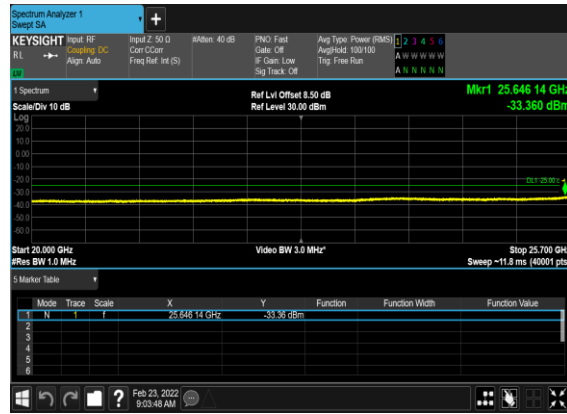 Spectrum Analyzer 1
Swept SA
+
KEYSIGHT Input: RF Input Z: 50 Ω #Atten: 40 dB PNO: Fast Avg Type: Power (RMS) 1 2 3 4 5 6
RL Coupling: DC Corr CCorr Gate: Off Avg|Hold: 100/100 A W W W W W
Align: Auto Freq Ref: Int (S) IF Gain: Low Trig: Free Run
Sig Track: Off A N N N N N
1 Spectrum Ref Lvl Offset 8.50 dB Mkr1 25.646 14 GHz
Scale/Div 10 dB Ref Level 30.00 dBm -33.360 dBm
Log
20.0
10.0
0.00
-10.0
-20.0
DL1 -25.00
-30.0
-40.0
-50.0
-60.0
Start 20.000 GHz Video BW 3.0 MHz* Stop 25.700 GHz
#Res BW 1.0 MHz Sweep ~11.8 ms (40001 pts
5 Marker Table
Mode Trace Scale X Y Function Function Width Function Value
1 N 1 f 25.646 14 GHz -33.36 dBm
2
3
4
5
6
? Feb 23, 2022
9:03:48 AM